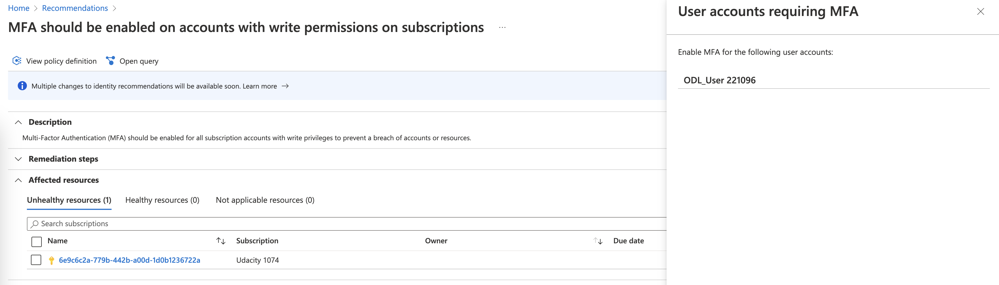 Home > Recommendations >
MFA should be enabled on accounts with write permissions on subscriptions ...
View policy definition Open query
Multiple changes to identity recommendations will be available soon. Learn more →
Description
Multi-Factor Authentication (MFA) should be enabled for all subscription accounts with write privileges to prevent a breach of accounts or resources.
Remediation steps
Affected resources
Unhealthy resources (1) Healthy resources (0) Not applicable resources (0)
Search subscriptions
Name ↑↓ Subscription Owner ↑↓ Due date
6e9c6c2a-779b-442b-a00d-1d0b1236722a Udacity 1074
User accounts requiring MFA
Enable MFA for the following user accounts:
ODL_User 221096